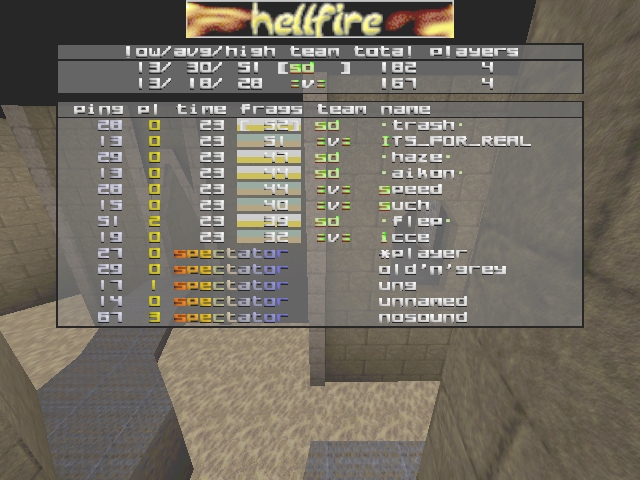 hellfire
low/avg/high team total players
13/ 30/ 51 [sd ] 182 4
13/ 18/ 28 =v= 167 4
ping pl time frags team name
28 0 23 [ 52] sd ·trash·
13 0 23 51 =v= ITS_FOR_REAL
29 0 23 47 sd ·haze·
13 0 23 44 sd ·aikon·
28 0 23 44 =v= speed
15 0 23 40 =v= such
51 2 23 39 sd ·flep·
19 0 23 32 =v= icce
27 0 spectator *player
29 0 spectator old'n'grey
17 1 spectator ung
14 0 spectator unnamed
67 3 spectator nosound